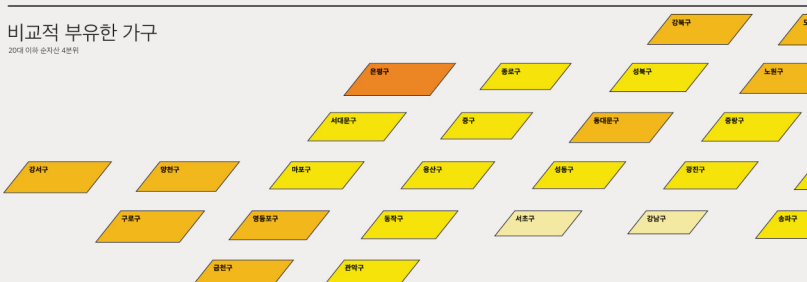 비교적 부유한 가구
20대 이하 순자산 4분위
강북구
은평구
종로구
성북구
노원구
서대문구
중구
동대문구
중랑구
강서구
양천구
마포구
용산구
성동구
광진구
구로구
영등포구
동작구
서초구
강남구
송파구
금천구
관악구